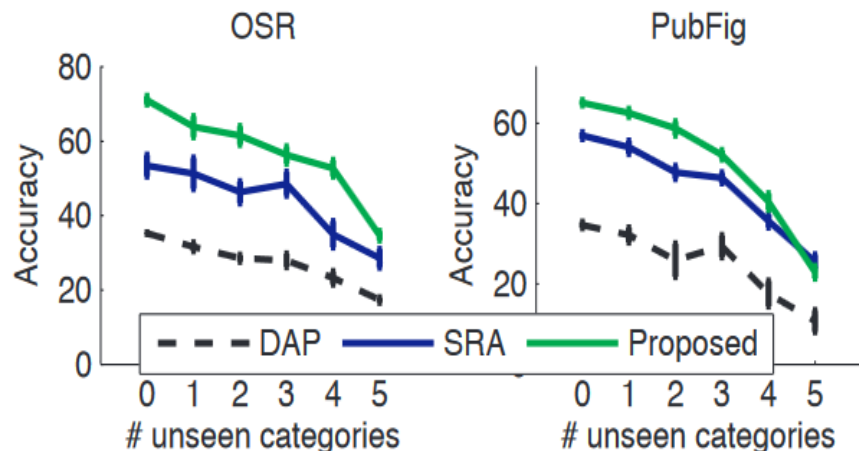 OSR
PubFig
80
60
40
20
0
Accuracy
60
40
20
Accuracy
DAP SRA Proposed
0 1 2 3 4 5
0 1 2 3 4 5
# unseen categories
# unseen categories